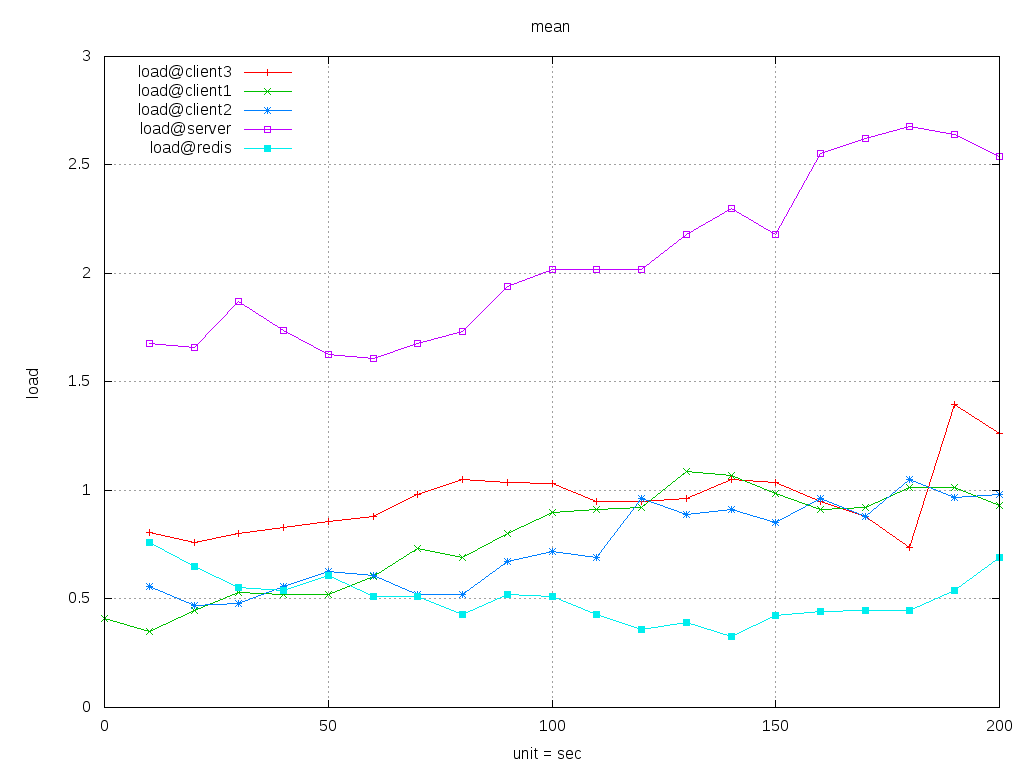 mean
load@client3
load@client1
load@client2
load@server
load@redis
3
2.5
2
1.5
1
0.5
0
load
0 50 100 150 200
unit = sec